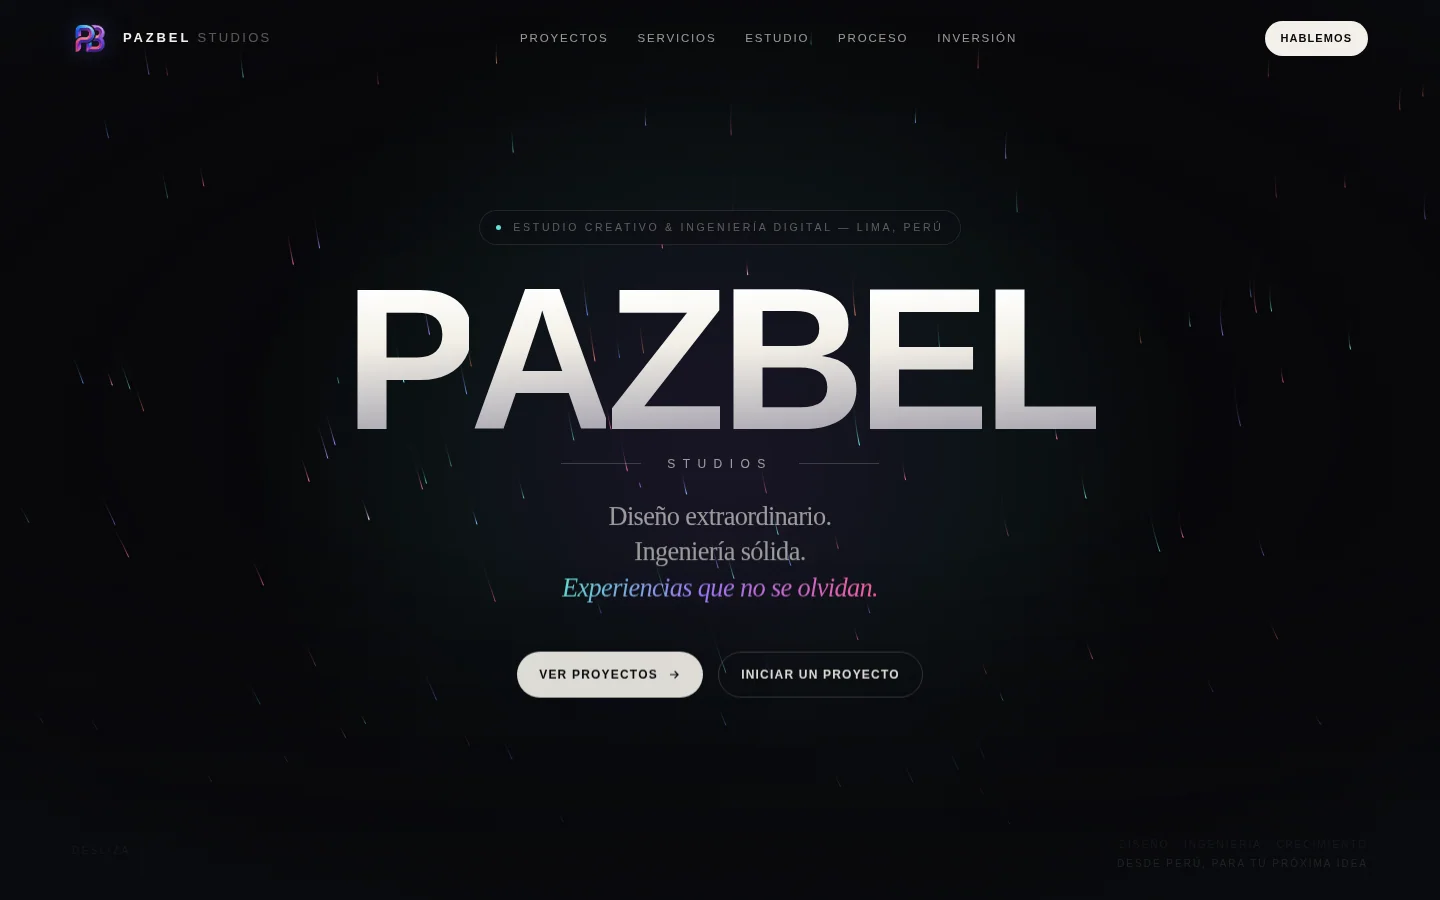 PAZBEL STUDIOS
PROYECTOS SERVICIOS ESTUDIO PROCESO INVERSIÓN
HABLEMOS
ESTUDIO CREATIVO & INGENIERÍA DIGITAL — LIMA, PERÚ
PAZBEL
STUDIOS
Diseño extraordinario.
Ingeniería sólida.
Experiencias que no se olvidan.
VER PROYECTOS →
INICIAR UN PROYECTO
DESLIZA
DISEÑO · INGENIERÍA · CRECIMIENTO
DESDE PERÚ, PARA TU PRÓXIMA IDEA